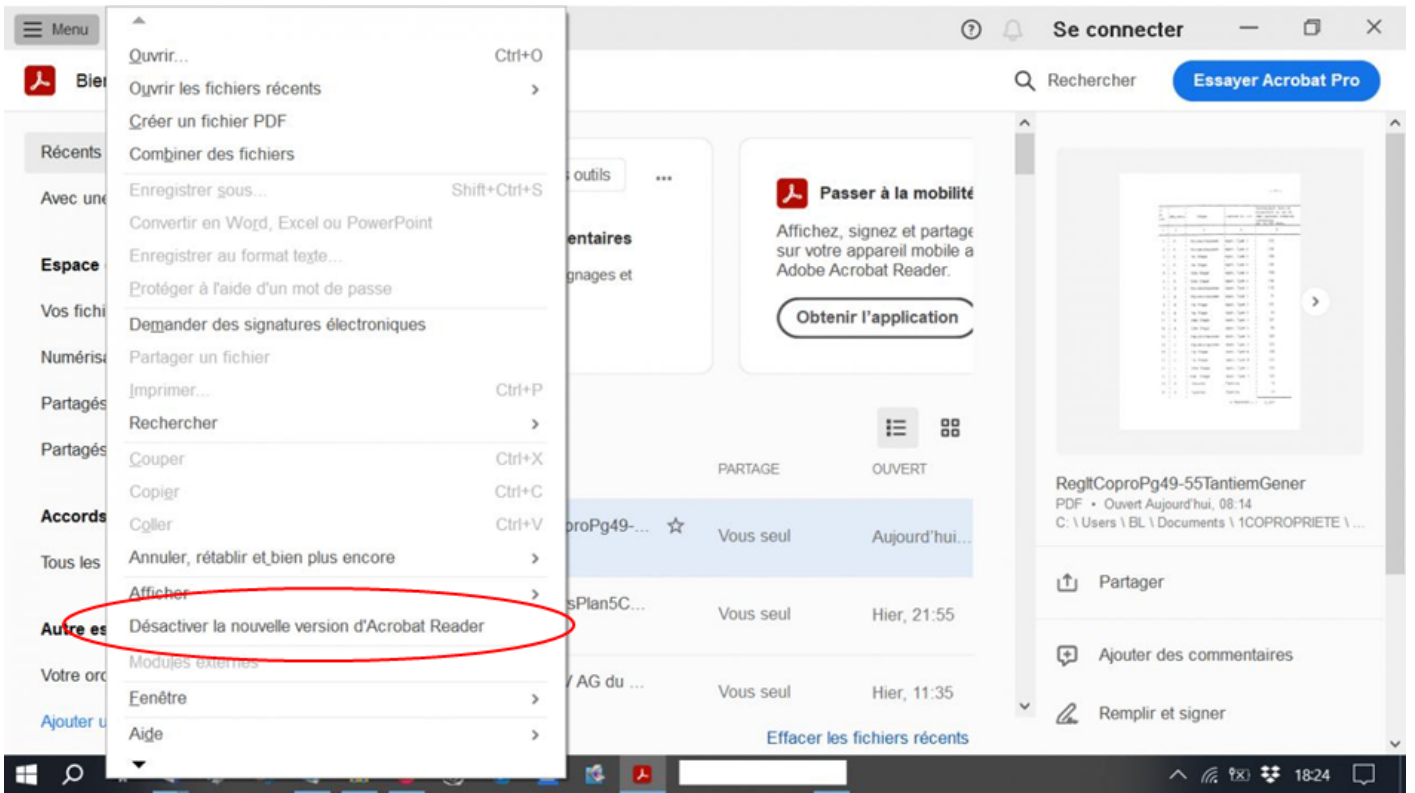 Menu
Se connecter
Bier
Rechercher
Essayer Acrobat Pro
Ouvrir... Ctrl+O
Ouvrir les fichiers récents
Créer un fichier PDF
Combiner des fichiers
Enregistrer sous... Shift+Ctrl+S
Convertir en Word, Excel ou PowerPoint
Enregistrer au format texte...
Protéger à l'aide d'un mot de passe
Demander des signatures électroniques
Partager un fichier
Imprimer... Ctrl+P
Rechercher
Couper Ctrl+X
Copier Ctrl+C
Coller Ctrl+V
Annuler, rétablir et bien plus encore
Afficher
Désactiver la nouvelle version d'Acrobat Reader
Modules externes
Fenêtre
Aide
Récents
Avec une
Espace
Vos fichi
Numérisa
Partagés
Partagés
Accords
Tous les
Autre es
Votre ord
Ajouter u
outils
entaires
gnages et
Passer à la mobilité
Affichez, signez et partage
sur votre appareil mobile a
Adobe Acrobat Reader.
Obtenir l'application
PARTAGE OUVERT
oroPg49-... Vous seul Aujourd'hui...
sPlan5C... Vous seul Hier, 21:55
/ AG du ... Vous seul Hier, 11:35
Effacer les fichiers récents
RegltCoproPg49-55TantiemGener
PDF • Ouvert Aujourd'hui, 08:14
C: \ Users \ BL \ Documents \ 1COPROPRIETE \ ...
Partager
Ajouter des commentaires
Remplir et signer
18:24